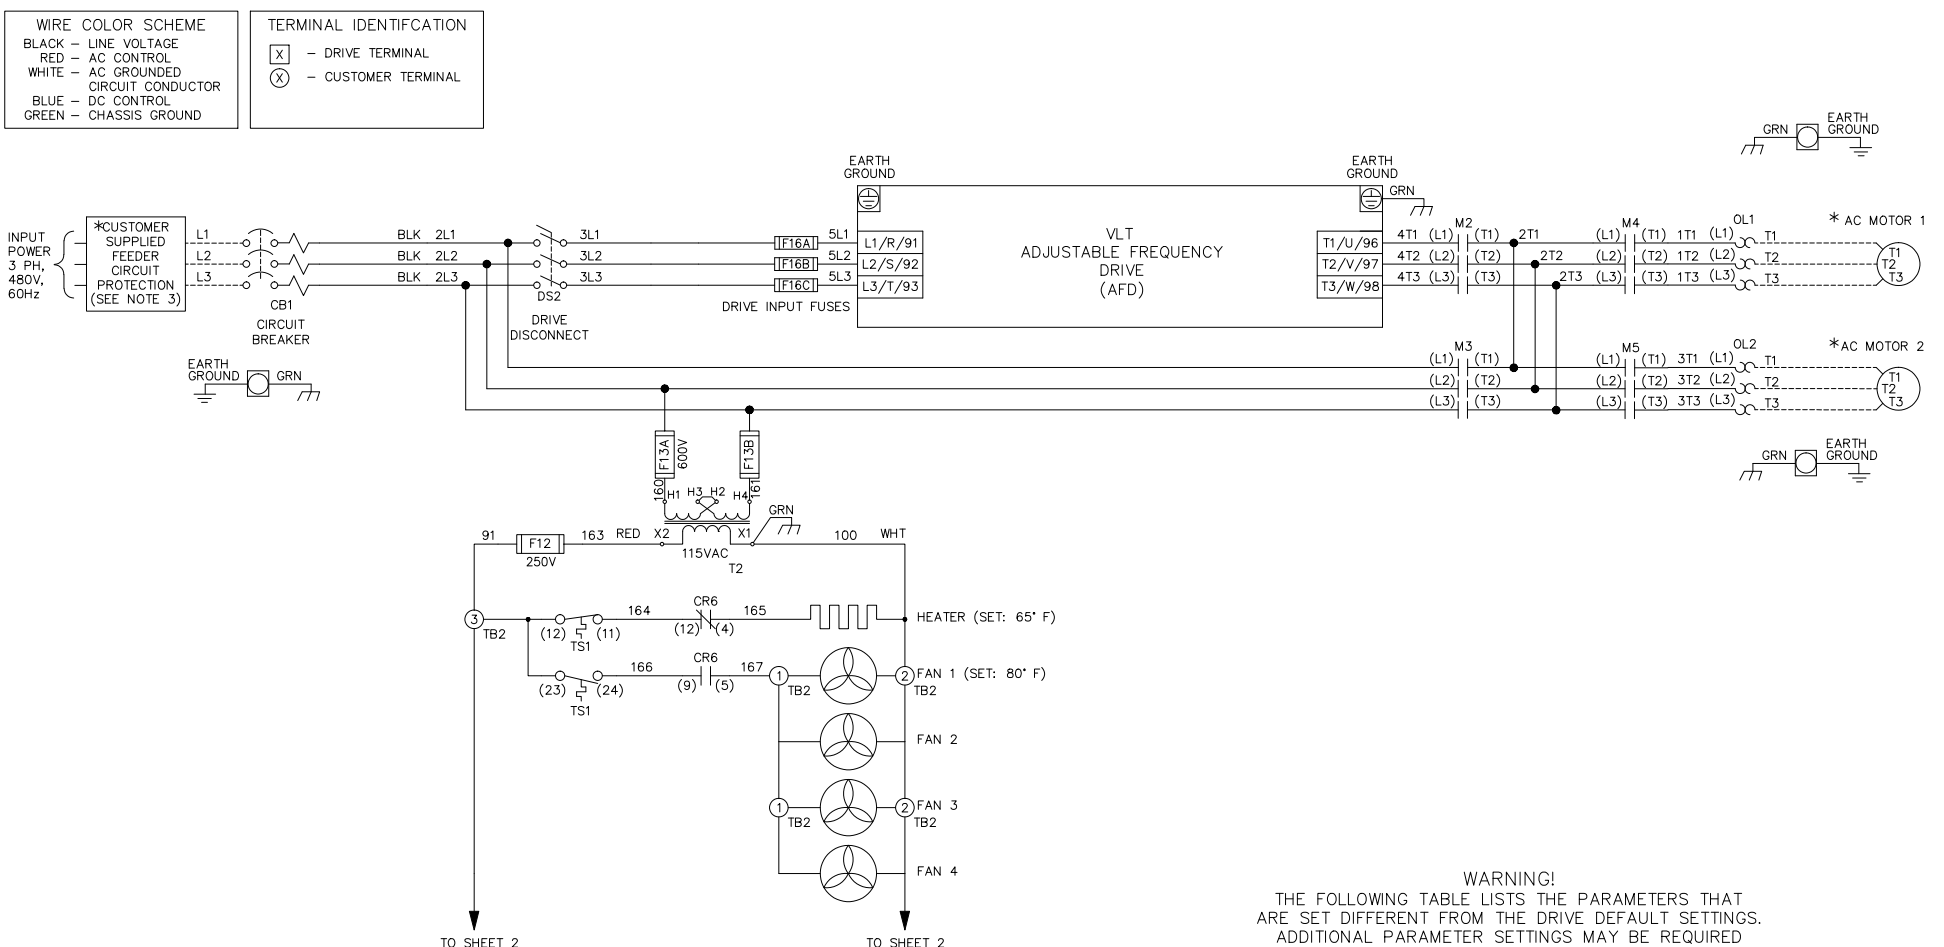 WIRE COLOR SCHEME
BLACK – LINE VOLTAGE
RED – AC CONTROL
WHITE – AC GROUNDED
CIRCUIT CONDUCTOR
BLUE – DC CONTROL
GREEN – CHASSIS GROUND
TERMINAL IDENTIFCATION
X – DRIVE TERMINAL
X – CUSTOMER TERMINAL
GRN
EARTH
GROUND
INPUT
POWER
3 PH,
480V,
60Hz
*CUSTOMER
SUPPLIED
FEEDER
CIRCUIT
PROTECTION
(SEE NOTE 3)
L1
L2
L3
CB1
CIRCUIT
BREAKER
BLK 2L1
BLK 2L2
BLK 2L3
DS2
DRIVE
DISCONNECT
3L1
3L2
3L3
F16A
F16B
F16C
DRIVE INPUT FUSES
5L1
5L2
5L3
EARTH
GROUND
L1/R/91
L2/S/92
L3/T/93
VLT
ADJUSTABLE FREQUENCY
DRIVE
(AFD)
EARTH
GROUND
GRN
T1/U/96
T2/V/97
T3/W/98
M2
4T1 (L1) (T1) 2T1
4T2 (L2) (T2) 2T2
4T3 (L3) (T3) 2T3
M4
(L1) (T1) 1T1 (L1)
(L2) (T2) 1T2 (L2)
(L3) (T3) 1T3 (L3)
OL1
T1
T2
T3
* AC MOTOR 1
T1
T2
T3
EARTH
GROUND
GRN
M3
(L1) (T1)
(L2) (T2)
(L3) (T3)
M5
(L1) (T1) 3T1 (L1)
(L2) (T2) 3T2 (L2)
(L3) (T3) 3T3 (L3)
OL2
T1
T2
T3
*AC MOTOR 2
T1
T2
T3
GRN
EARTH
GROUND
F13A
600V
F13B
160
161
H1 H3 H2 H4
GRN
91
F12
250V
163 RED X2
X1
115VAC
T2
100 WHT
3
TB2
(12) (11)
TS1
164
CR6
(12) (4)
165
HEATER (SET: 65° F)
(23) (24)
TS1
166
CR6
(9) (5)
167
1
TB2
2
TB2
FAN 1 (SET: 80° F)
FAN 2
1
TB2
2
TB2
FAN 3
FAN 4
TO SHEET 2
TO SHEET 2
WARNING!
THE FOLLOWING TABLE LISTS THE PARAMETERS THAT
ARE SET DIFFERENT FROM THE DRIVE DEFAULT SETTINGS.
ADDITIONAL PARAMETER SETTINGS MAY BE REQUIRED